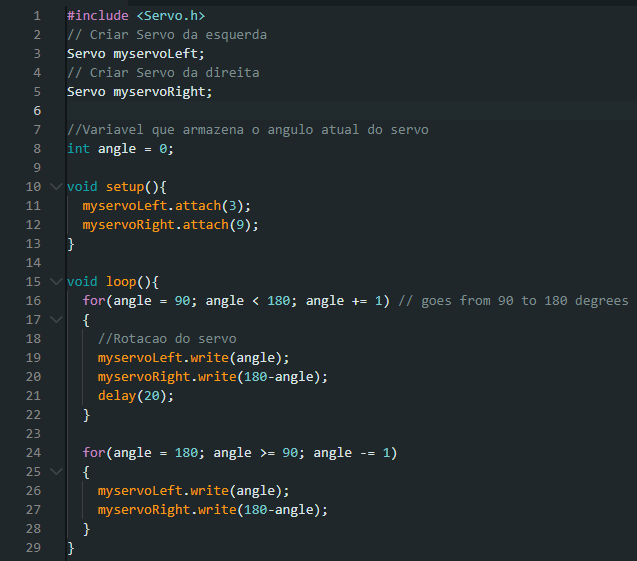 1 #include <Servo.h>
2 // Criar Servo da esquerda
3 Servo myservoLeft;
4 // Criar Servo da direita
5 Servo myservoRight;
6
7 //Variavel que armazena o angulo atual do servo
8 int angle = 0;
9
10 void setup(){
11   myservoLeft.attach(3);
12   myservoRight.attach(9);
13 }
14
15 void loop(){
16   for(angle = 90; angle < 180; angle += 1) // goes from 90 to 180 degrees
17   {
18     //Rotacao do servo
19     myservoLeft.write(angle);
20     myservoRight.write(180-angle);
21     delay(20);
22   }
23
24   for(angle = 180; angle >= 90; angle -= 1)
25   {
26     myservoLeft.write(angle);
27     myservoRight.write(180-angle);
28   }
29 }